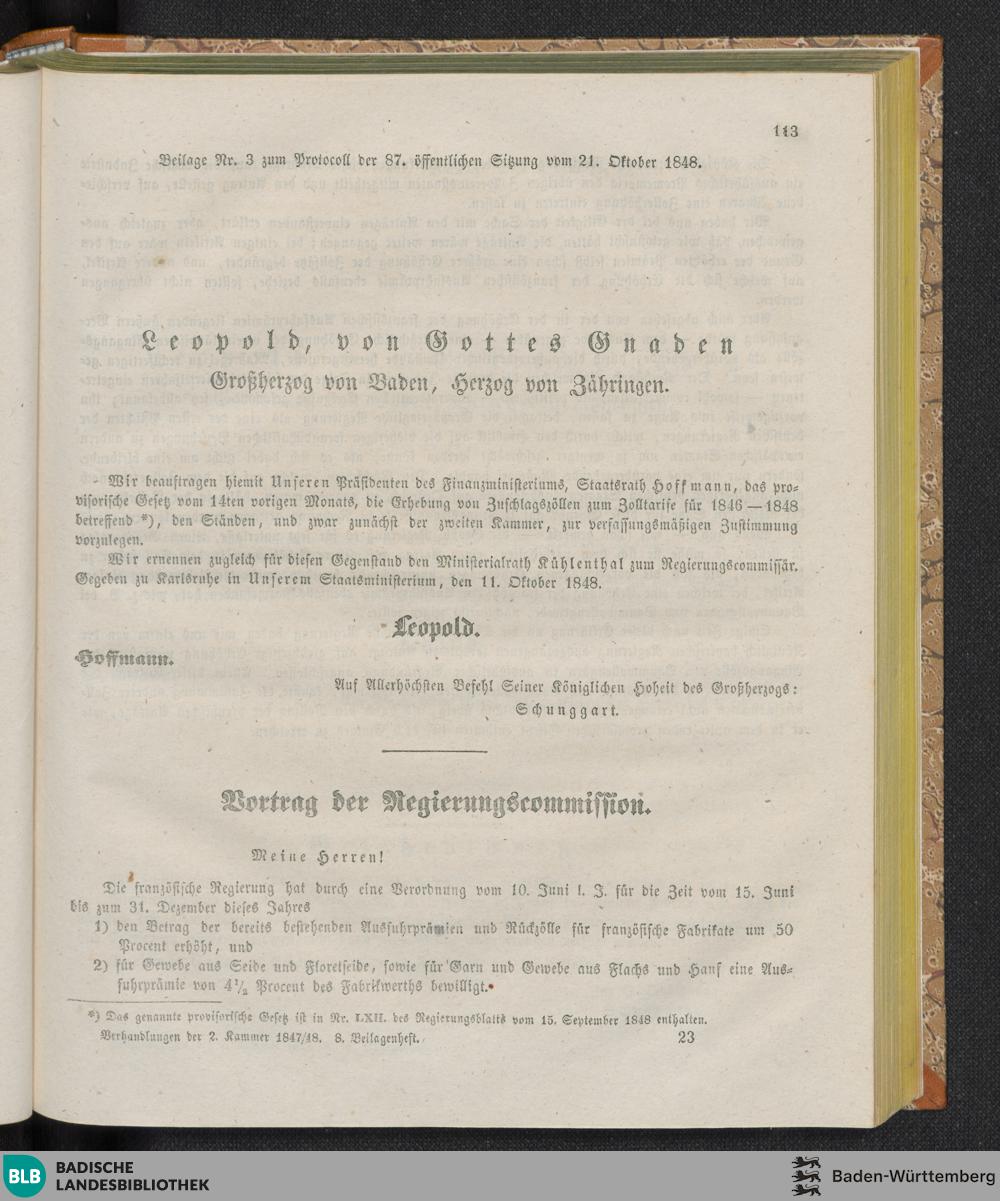 113
Beilage Nr. 3 zum Protocoll der 87. öffentlichen Sitzung vom 21. Oktober 1848.
Leopold, von Gottes Gnaden
Großherzog von Baden, Herzog von Zähringen.
Wir beauftragen hiemit Unseren Präsidenten des Finanzministeriums, Staatsrath Hoffmann, das pro-
visorische Gesetz vom 14ten vorigen Monats, die Erhebung von Zuschlagszöllen zum Zolltarife für 1846 — 1848
betreffend *), den Ständen, und zwar zunächst der zweiten Kammer, zur verfassungsmäßigen Zustimmung
vorzulegen.
Wir ernennen zugleich für diesen Gegenstand den Ministerialrath Kühlenthal zum Regierungscommissär.
Gegeben zu Karlsruhe in Unserem Staatsministerium, den 11. Oktober 1848.
Leopold.
Hoffmann.
Auf Allerhöchsten Befehl Seiner Königlichen Hoheit des Großherzogs:
Schunggart.
Vortrag der Regierungscommission.
Meine Herren!
Die französische Regierung hat durch eine Verordnung vom 10. Juni l. J. für die Zeit vom 15. Juni
bis zum 31. Dezember dieses Jahres
1) den Betrag der bereits bestehenden Ausfuhrprämien und Rückzölle für französische Fabrikate um 50
Procent erhöht, und
2) für Gewebe aus Seide und Floretseide, sowie für Garn und Gewebe aus Flachs und Hanf eine Aus-
fuhrprämie von 4½ Procent des Fabrikwerths bewilligt.
*) Das genannte provisorische Gesetz ist in Nr. LXII. des Regierungsblatts vom 15. September 1848 enthalten.
Verhandlungen der 2. Kammer 1847/48. 8. Beilagenheft. 23
BLB BADISCHE
LANDESBIBLIOTHEK
Baden-Württemberg